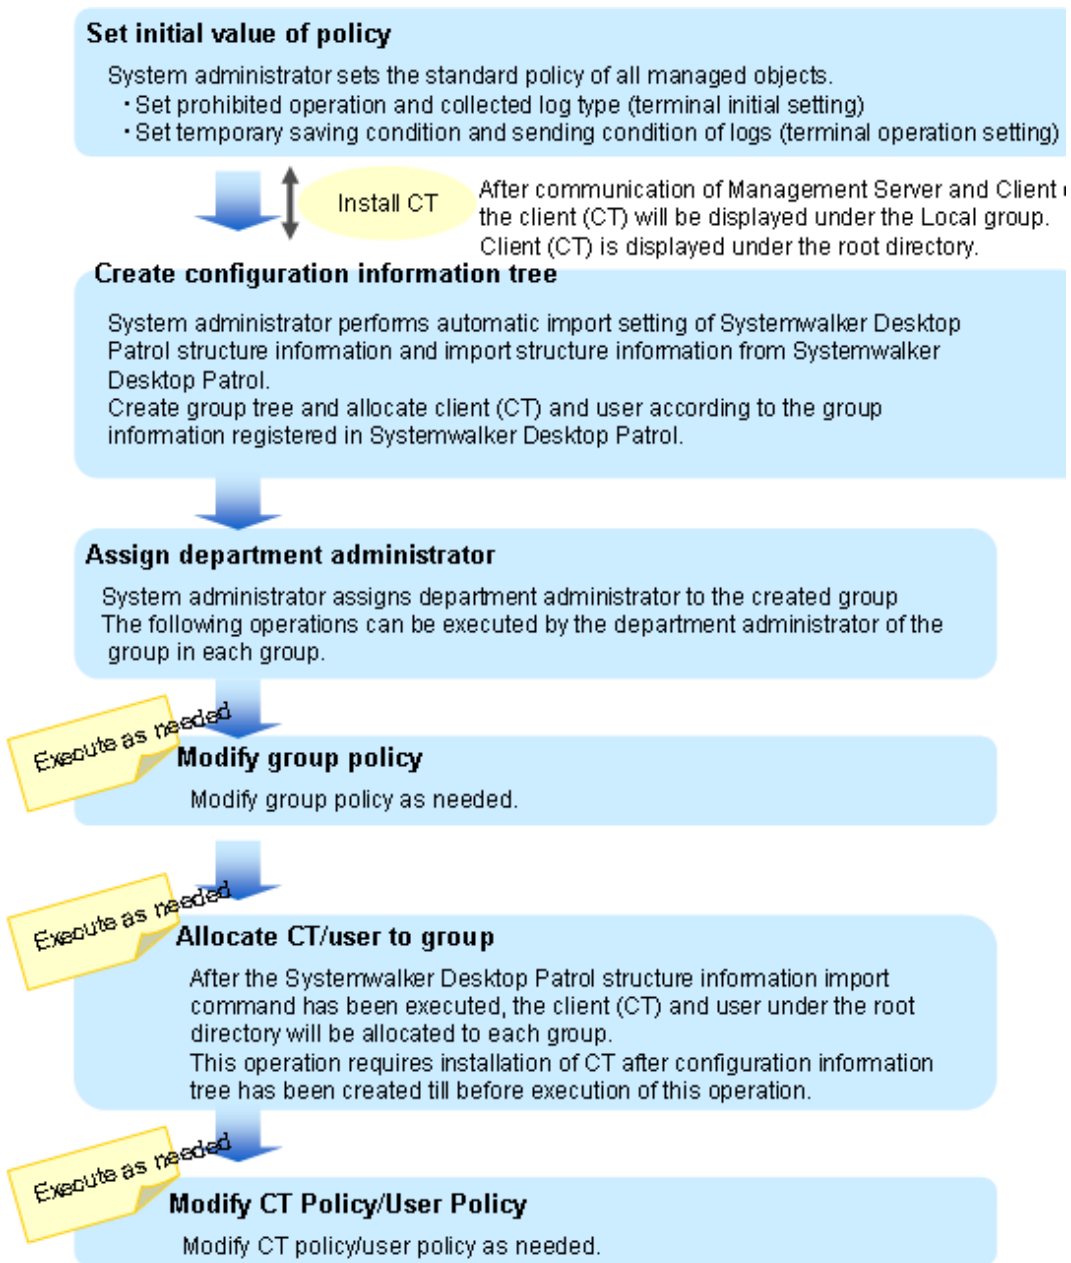 Set initial value of policy
System administrator sets the standard policy of all managed objects.
・Set prohibited operation and collected log type (terminal initial setting)
・Set temporary saving condition and sending condition of logs (terminal operation setting)
Install CT
After communication of Management Server and Client
the client (CT) will be displayed under the Local group.
Client (CT) is displayed under the root directory.
Create configuration information tree
System administrator performs automatic import setting of Systemwalker Desktop
Patrol structure information and import structure information from Systemwalker
Desktop Patrol.
Create group tree and allocate client (CT) and user according to the group
information registered in Systemwalker Desktop Patrol.
Assign department administrator
System administrator assigns department administrator to the created group
The following operations can be executed by the department administrator of the
group in each group.
Execute as needed
Modify group policy
Modify group policy as needed.
Execute as needed
Allocate CT/user to group
After the Systemwalker Desktop Patrol structure information import
command has been executed, the client (CT) and user under the root
directory will be allocated to each group.
This operation requires installation of CT after configuration information
tree has been created till before execution of this operation.
Execute as needed
Modify CT Policy/User Policy
Modify CT policy/user policy as needed.